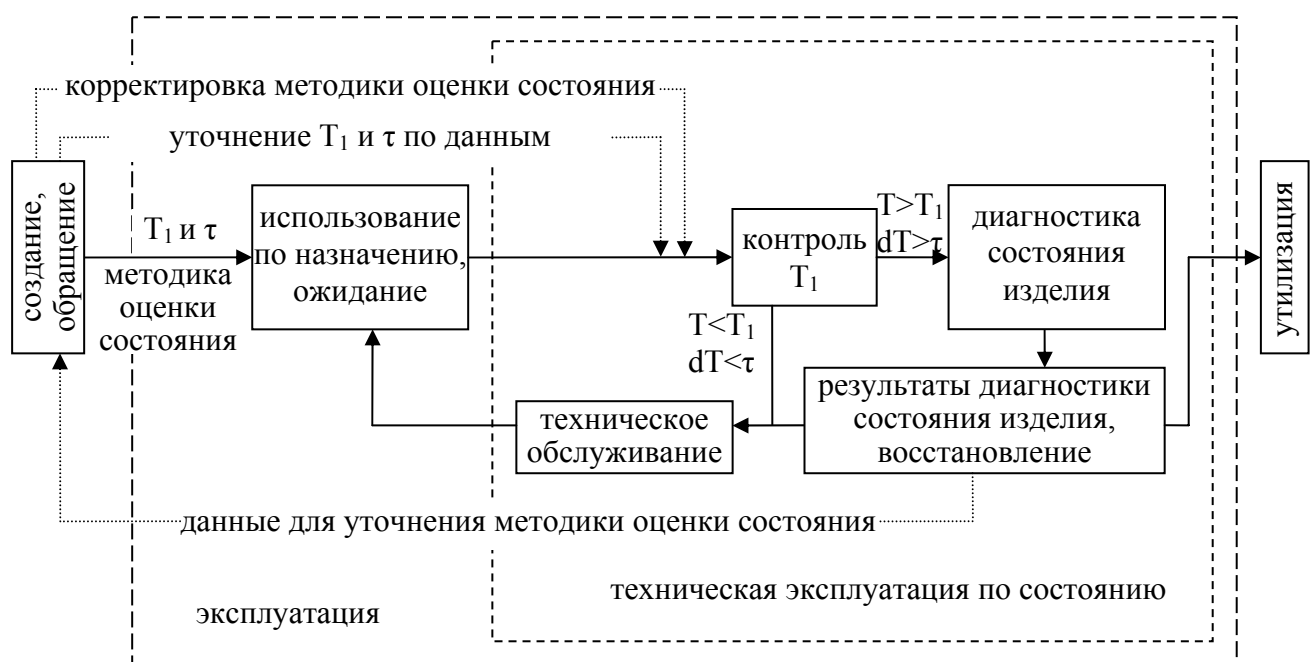 корректировка методики оценки состояния
уточнение T₁ и τ по данным
создание,
обращение
T₁ и τ
методика
оценки
состояния
использование
по назначению,
ожидание
контроль
T₁
T>T₁
dT>τ
диагностика
состояния
изделия
утилизация
T<T₁
dT<τ
техническое
обслуживание
результаты диагностики
состояния изделия,
восстановление
данные для уточнения методики оценки состояния
техническая эксплуатация по состоянию
эксплуатация